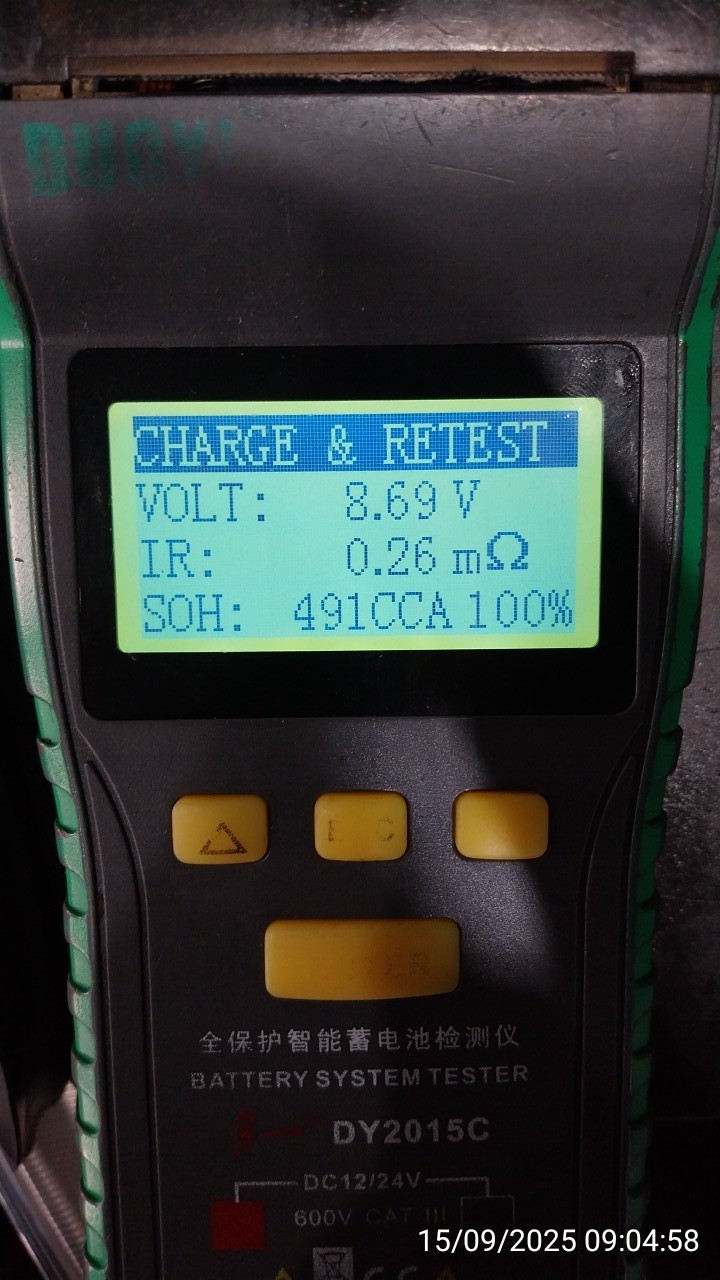 DUOYI
CHARGE & RETEST
VOLT: 8.69 V
IR: 0.26 mΩ
SOH: 491CCA 100%
全保护智能蓄电池检测仪
BATTERY SYSTEM TESTER
DY2015C
DC12/24V
600V CAT III
15/09/2025 09:04:58